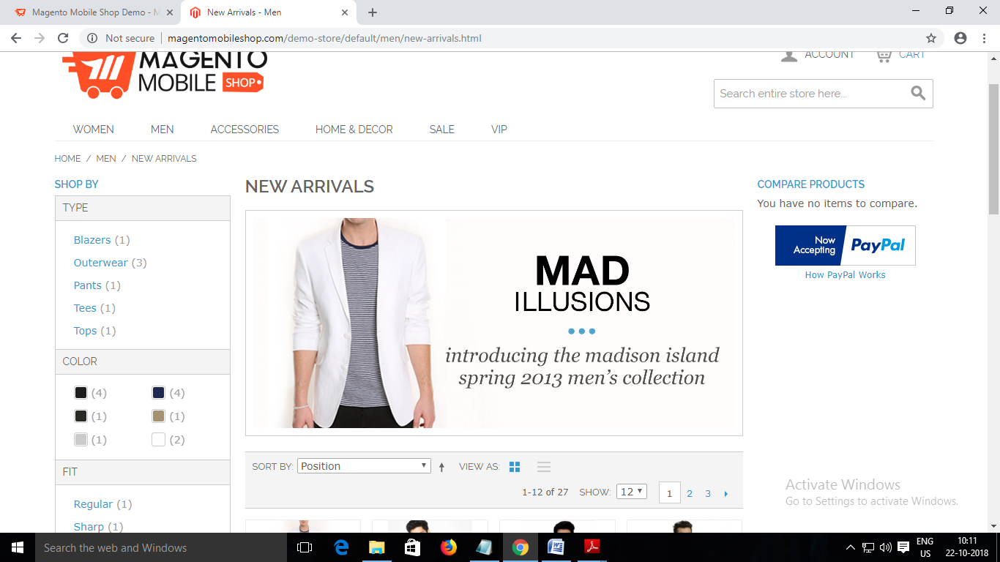 Magento Mobile Shop Demo - M
New Arrivals - Men
Not secure
magentomobileshop.com/demo-store/default/men/new-arrivals.html
MAGENTO
MOBILE SHOP
ACCOUNT
CART
Search entire store here...
WOMEN MEN ACCESSORIES HOME & DECOR SALE VIP
HOME / MEN / NEW ARRIVALS
SHOP BY
TYPE
Blazers (1)
Outerwear (3)
Pants (1)
Tees (1)
Tops (1)
COLOR
(4) (4)
(1) (1)
(1) (2)
FIT
Regular (1)
Sharp (1)
NEW ARRIVALS
MAD
ILLUSIONS
introducing the madison island
spring 2013 men's collection
SORT BY: Position VIEW AS:
1-12 of 27 SHOW: 12 1 2 3
COMPARE PRODUCTS
You have no items to compare.
Now
Accepting
PayPal
How PayPal Works
Activate Windows
Go to Settings to activate Windows.
Search the web and Windows
ENG
US
10:11
22-10-2018